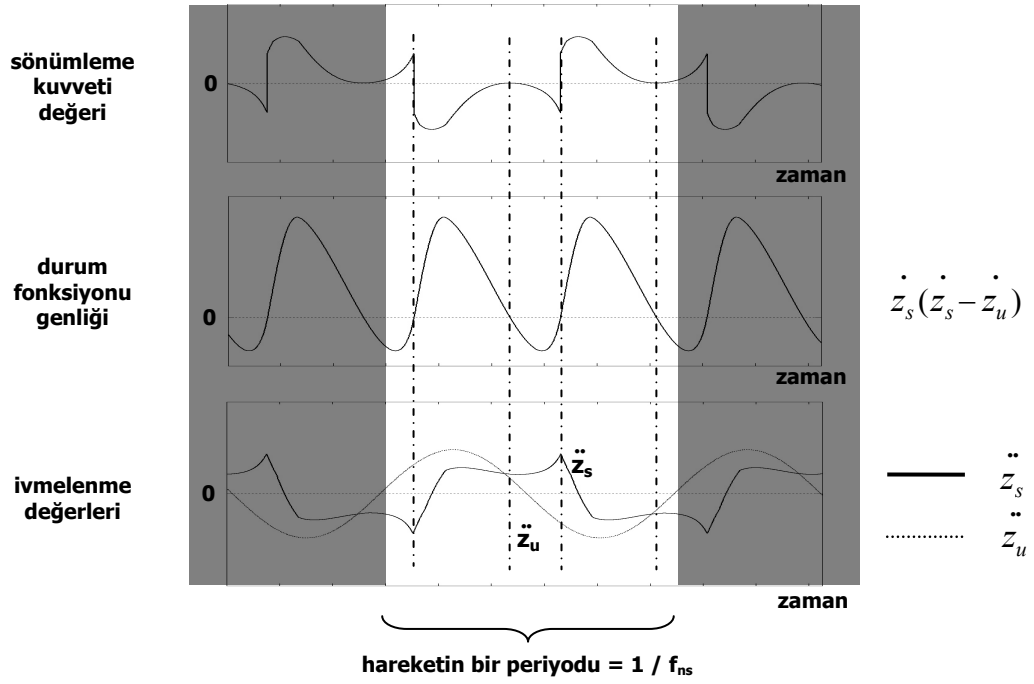 sönümleme
kuvveti
değeri
0
zaman
durum
fonksiyonu
genliği
0
zaman
ż_s(ż_s − ż_u)
ivmelenme
değerleri
0
z̈_s
z̈_u
zaman
z̈_s
z̈_u
hareketin bir periyodu = 1 / f_ns